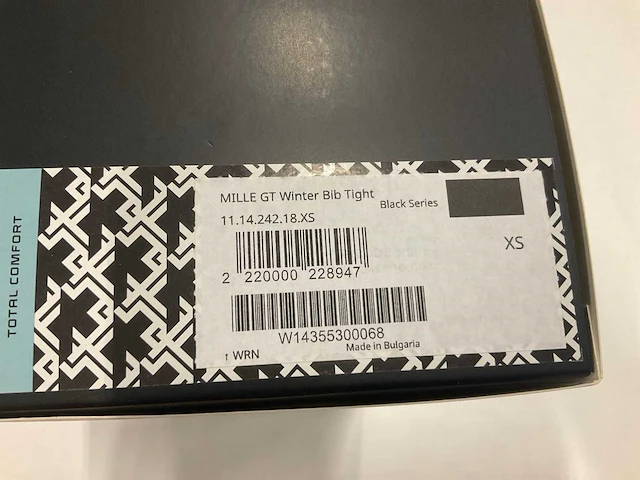 TOTAL COMFORT
MILLE GT Winter Bib Tight
Black Series
11.14.242.18.XS
XS
2 220000 228947
W14355300068
↑ WRN
Made in Bulgaria